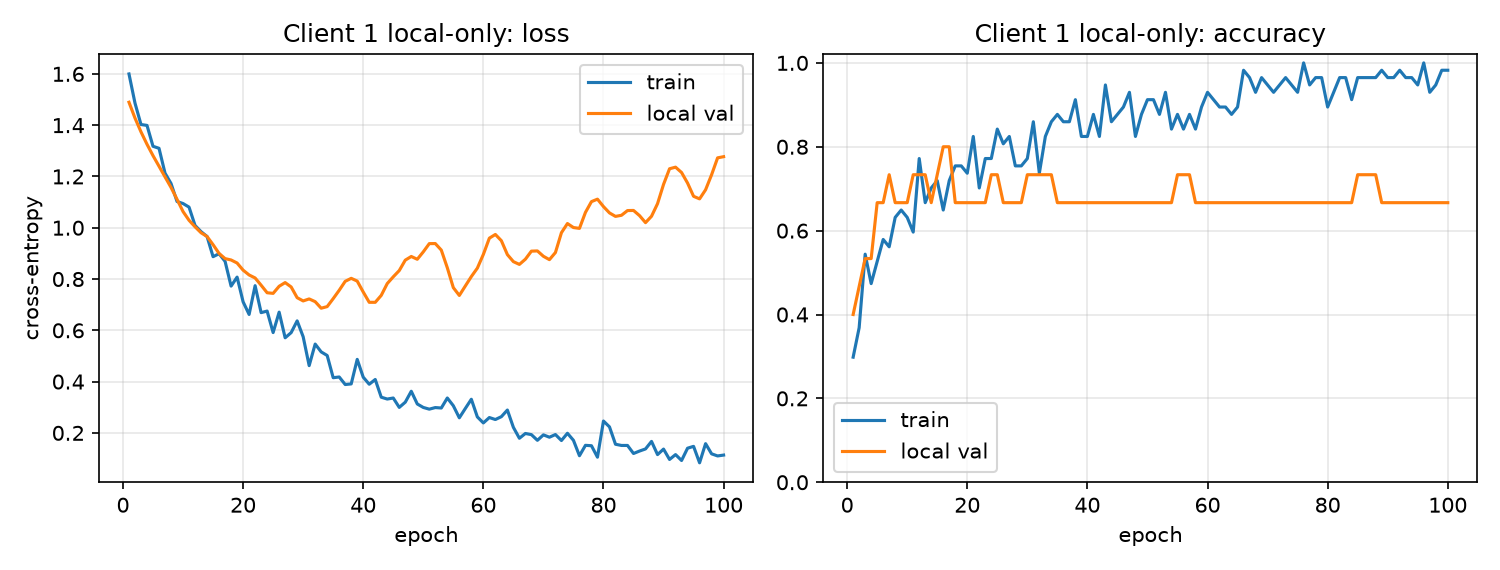 Client 1 local-only: loss
train
local val
1.6
1.4
1.2
1.0
0.8
0.6
0.4
0.2
cross-entropy
0 20 40 60 80 100
epoch
Client 1 local-only: accuracy
1.0
0.8
0.6
0.4
0.2
0.0
train
local val
0 20 40 60 80 100
epoch